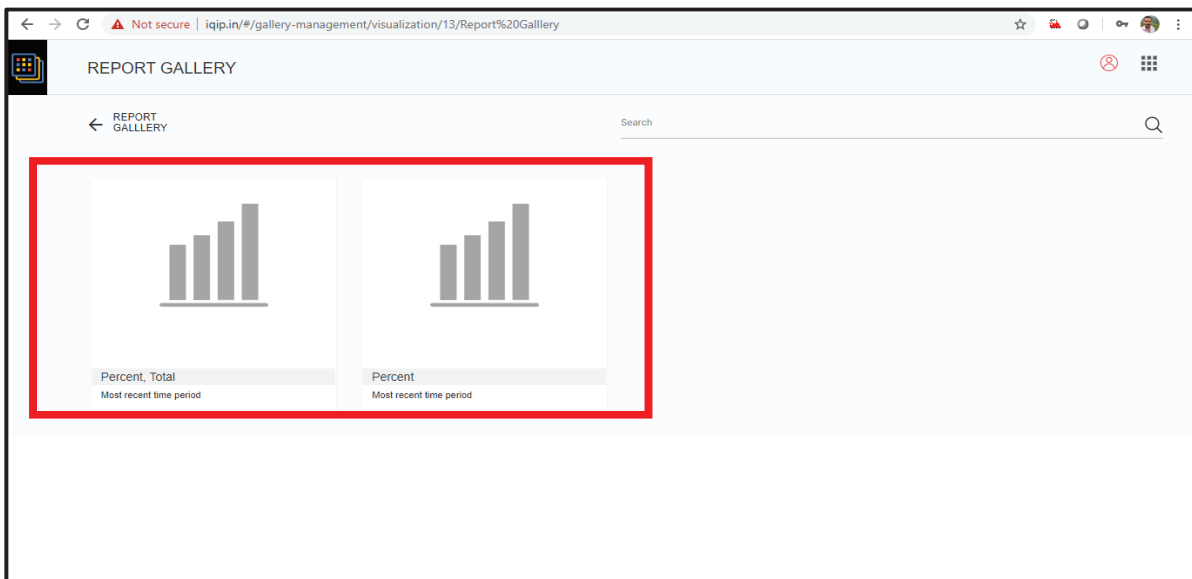 Not secure | iqip.in/#/gallery-management/visualization/13/Report%20Galllery
REPORT GALLERY
REPORT
GALLLERY
Search
Percent, Total
Most recent time period
Percent
Most recent time period